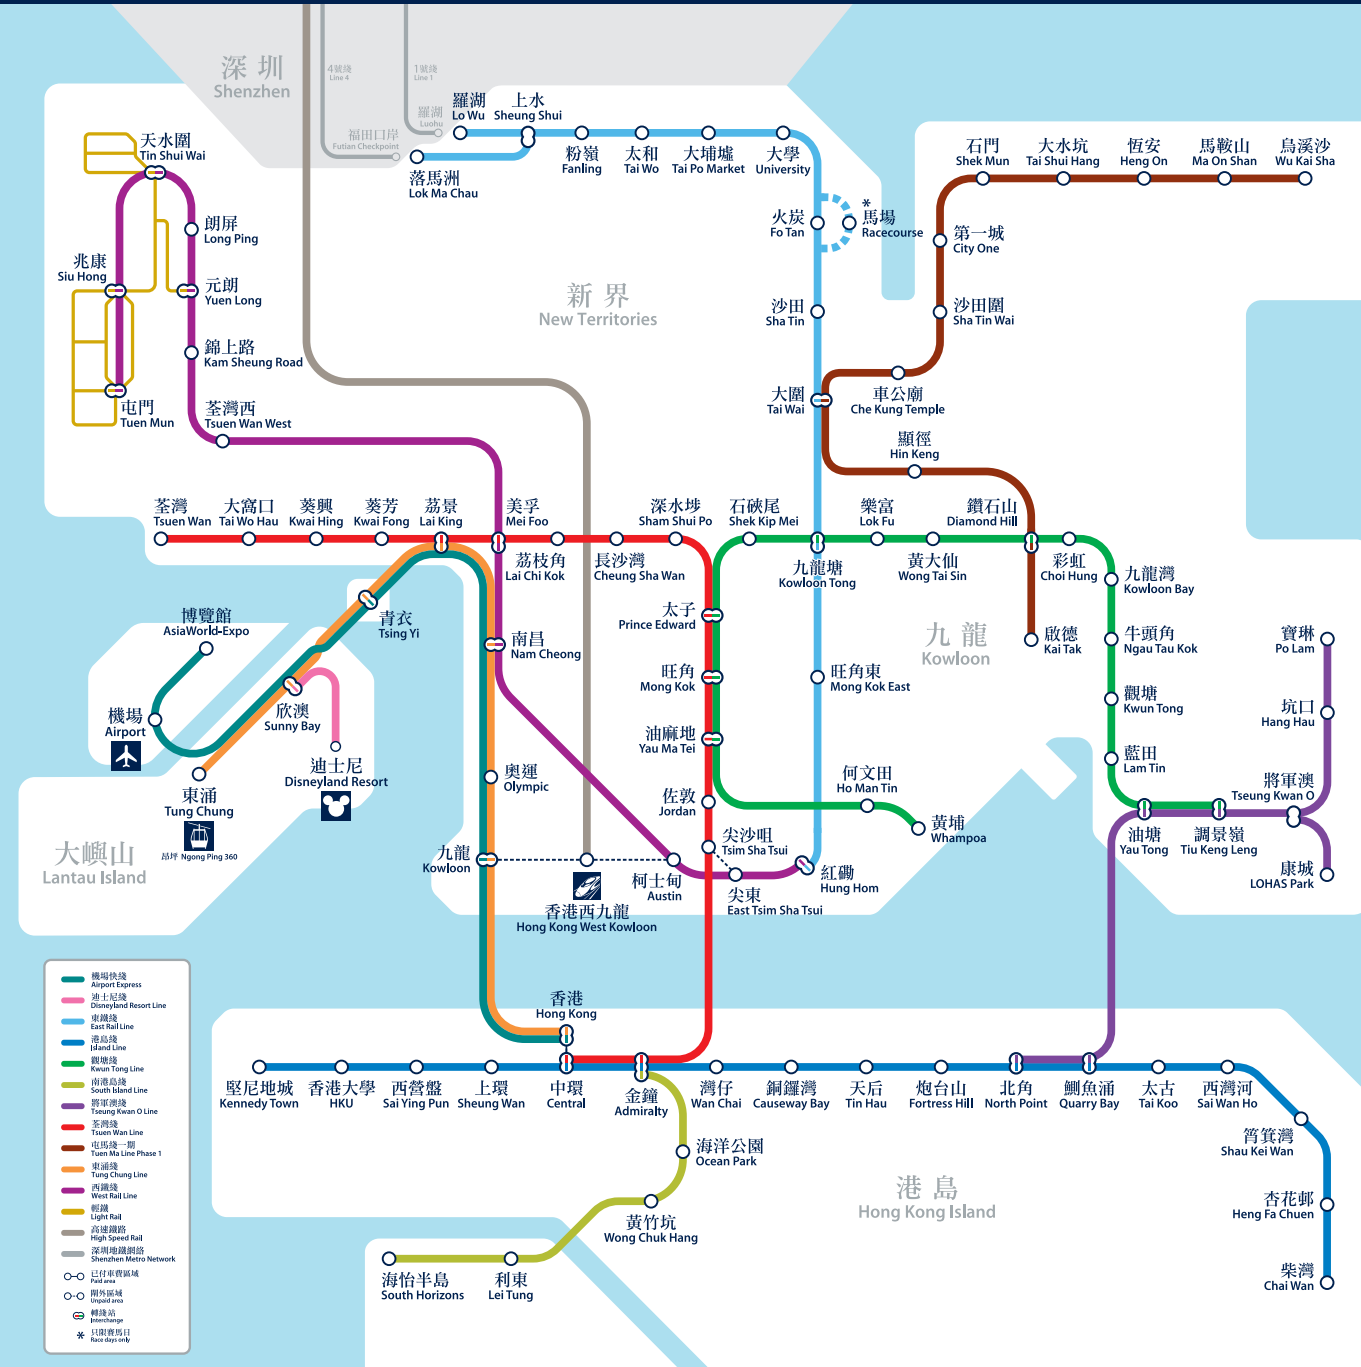 深圳
Shenzhen
4號綫
Line 4
1號綫
Line 1
羅湖
Luohu
福田口岸
Futian Checkpoint
羅湖
Lo Wu
上水
Sheung Shui
落馬洲
Lok Ma Chau
粉嶺
Fanling
太和
Tai Wo
大埔墟
Tai Po Market
大學
University
火炭
Fo Tan
*
馬場
Racecourse
沙田
Sha Tin
大圍
Tai Wai
石門
Shek Mun
大水坑
Tai Shui Hang
恆安
Heng On
馬鞍山
Ma On Shan
烏溪沙
Wu Kai Sha
第一城
City One
沙田圍
Sha Tin Wai
車公廟
Che Kung Temple
顯徑
Hin Keng
天水圍
Tin Shui Wai
朗屏
Long Ping
兆康
Siu Hong
元朗
Yuen Long
錦上路
Kam Sheung Road
屯門
Tuen Mun
荃灣西
Tsuen Wan West
新界
New Territories
荃灣
Tsuen Wan
大窩口
Tai Wo Hau
葵興
Kwai Hing
葵芳
Kwai Fong
荔景
Lai King
美孚
Mei Foo
荔枝角
Lai Chi Kok
長沙灣
Cheung Sha Wan
深水埗
Sham Shui Po
石硤尾
Shek Kip Mei
九龍塘
Kowloon Tong
樂富
Lok Fu
黃大仙
Wong Tai Sin
鑽石山
Diamond Hill
彩虹
Choi Hung
九龍灣
Kowloon Bay
啟德
Kai Tak
牛頭角
Ngau Tau Kok
觀塘
Kwun Tong
藍田
Lam Tin
寶琳
Po Lam
坑口
Hang Hau
將軍澳
Tseung Kwan O
油塘
Yau Tong
調景嶺
Tiu Keng Leng
康城
LOHAS Park
九龍
Kowloon
太子
Prince Edward
旺角
Mong Kok
油麻地
Yau Ma Tei
旺角東
Mong Kok East
何文田
Ho Man Tin
黃埔
Whampoa
佐敦
Jordan
尖沙咀
Tsim Sha Tsui
尖東
East Tsim Sha Tsui
紅磡
Hung Hom
柯士甸
Austin
香港西九龍
Hong Kong West Kowloon
九龍
Kowloon
奧運
Olympic
南昌
Nam Cheong
青衣
Tsing Yi
博覽館
AsiaWorld-Expo
機場
Airport
欣澳
Sunny Bay
迪士尼
Disneyland Resort
東涌
Tung Chung
昂坪 Ngong Ping 360
大嶼山
Lantau Island
香港
Hong Kong
堅尼地城
Kennedy Town
香港大學
HKU
西營盤
Sai Ying Pun
上環
Sheung Wan
中環
Central
金鐘
Admiralty
灣仔
Wan Chai
銅鑼灣
Causeway Bay
天后
Tin Hau
炮台山
Fortress Hill
北角
North Point
鰂魚涌
Quarry Bay
太古
Tai Koo
西灣河
Sai Wan Ho
筲箕灣
Shau Kei Wan
杏花邨
Heng Fa Chuen
柴灣
Chai Wan
海洋公園
Ocean Park
黃竹坑
Wong Chuk Hang
利東
Lei Tung
海怡半島
South Horizons
港島
Hong Kong Island
機場快綫
Airport Express
迪士尼綫
Disneyland Resort Line
東鐵綫
East Rail Line
港島綫
Island Line
觀塘綫
Kwun Tong Line
南港島綫
South Island Line
將軍澳綫
Tseung Kwan O Line
荃灣綫
Tsuen Wan Line
屯馬綫一期
Tuen Ma Line Phase 1
東涌綫
Tung Chung Line
西鐵綫
West Rail Line
輕鐵
Light Rail
高速鐵路
High Speed Rail
深圳地鐵網絡
Shenzhen Metro Network
已付車費區域
Paid area
閘外區域
Unpaid area
轉綫站
Interchange
*
只限賽馬日
Race days only